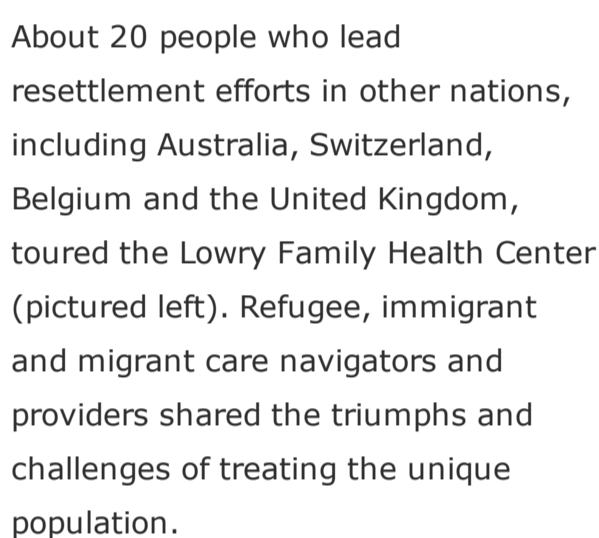 About 20 people who lead
resettlement efforts in other nations,
including Australia, Switzerland,
Belgium and the United Kingdom,
toured the Lowry Family Health Center
(pictured left). Refugee, immigrant
and migrant care navigators and
providers shared the triumphs and
challenges of treating the unique
population.